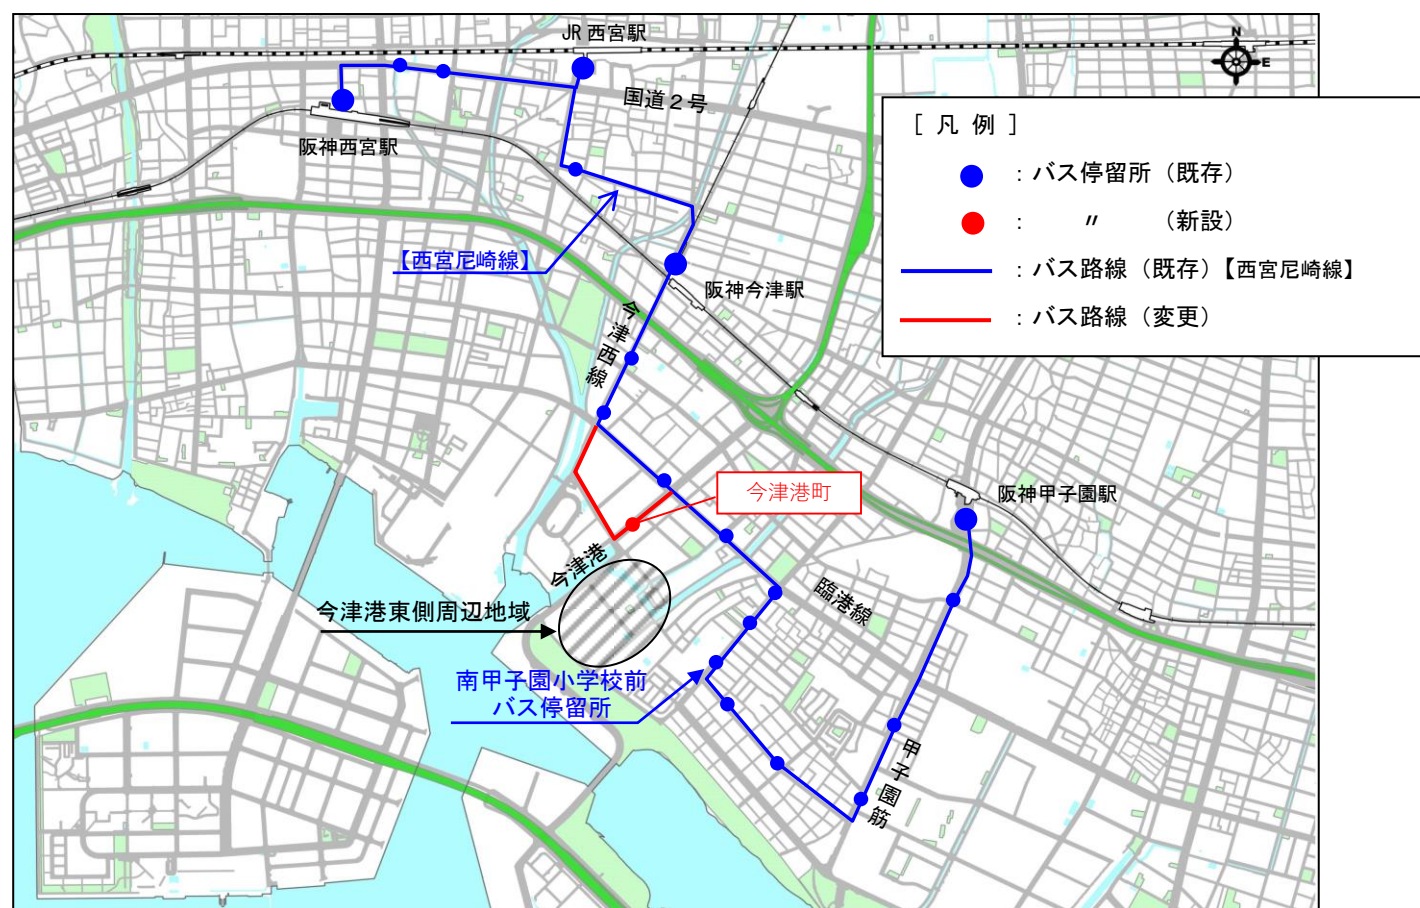 JR 西宮駅
N
E
国道２号
阪神西宮駅
［ 凡 例 ］
：バス停留所（既存）
： 〃 （新設）
：バス路線（既存）【西宮尼崎線】
：バス路線（変更）
【西宮尼崎線】
阪神今津駅
今津西線
今津港町
阪神甲子園駅
今津港
臨港線
今津港東側周辺地域
南甲子園小学校前
バス停留所
甲子園筋